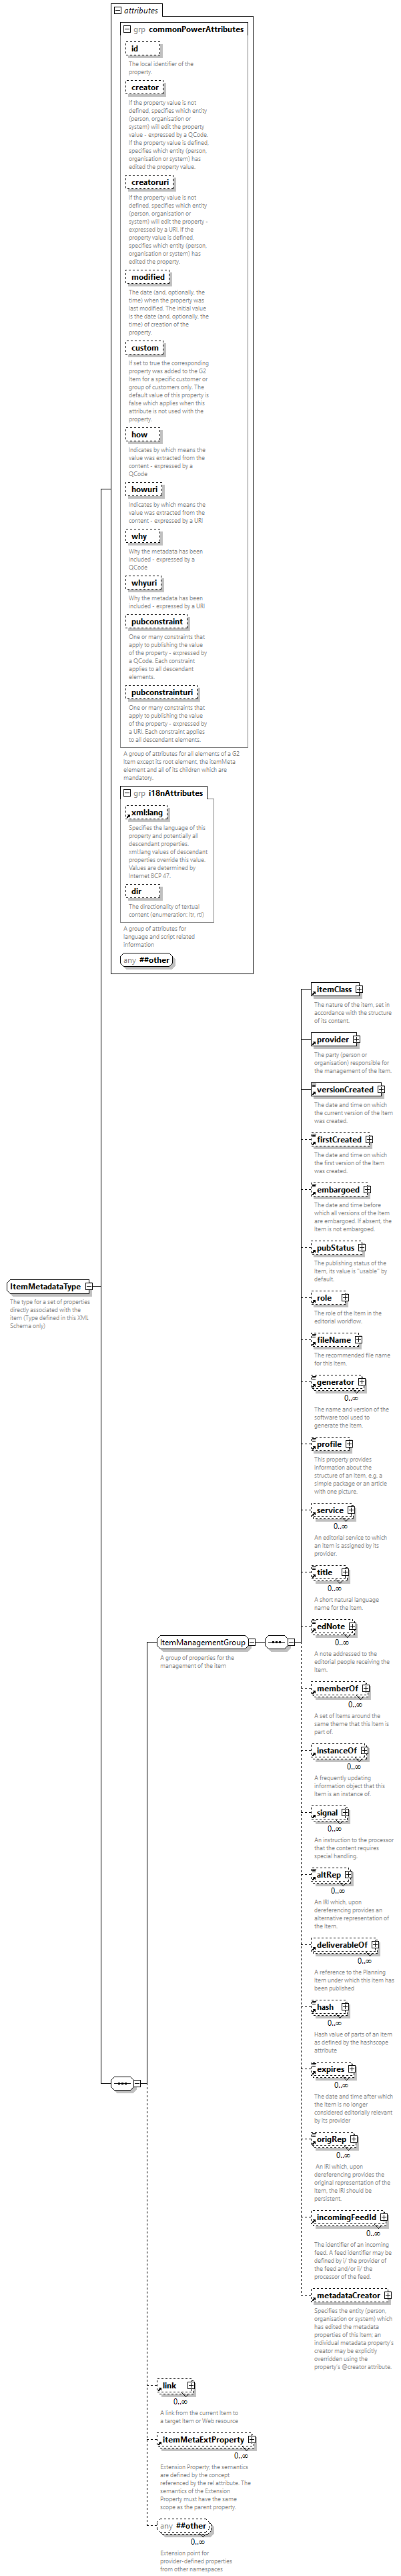 attributes
grp commonPowerAttributes
id
The local identifier of the
property.
creator
If the property value is not
defined, specifies which entity
(person, organisation or
system) will edit the property
value - expressed by a QCode.
If the property value is defined,
specifies which entity (person,
organisation or system) has
edited the property value.
creatoruri
If the property value is not
defined, specifies which entity
(person, organisation or
system) will edit the property -
expressed by a URI. If the
property value is defined,
specifies which entity (person,
organisation or system) has
edited the property.
modified
The date (and, optionally, the
time) when the property was
last modified. The initial value
is the date (and, optionally, the
time) of creation of the
property.
custom
If set to true the corresponding
property was added to the G2
Item for a specific customer or
group of customers only. The
default value of this property is
false which applies when this
attribute is not used with the
property.
how
Indicates by which means the
value was extracted from the
content - expressed by a
QCode
howuri
Indicates by which means the
value was extracted from the
content - expressed by a URI
why
Why the metadata has been
included - expressed by a
QCode
whyuri
Why the metadata has been
included - expressed by a URI
pubconstraint
One or many constraints that
apply to publishing the value
of the property - expressed by
a QCode. Each constraint
applies to all descendant
elements.
pubconstrainturi
One or many constraints that
apply to publishing the value
of the property - expressed by
a URI. Each constraint applies
to all descendant elements.
A group of attributes for all elements of a G2
Item except its root element, the itemMeta
element and all of its children which are
mandatory.
grp i18nAttributes
xml:lang
Specifies the language of this
property and potentially all
descendant properties.
xml:lang values of descendant
properties override this value.
Values are determined by
Internet BCP 47.
dir
The directionality of textual
content (enumeration: ltr, rtl)
A group of attributes for
language and script related
information
any ##other
ItemMetadataType
The type for a set of properties
directly associated with the
Item (Type defined in this XML
Schema only)
ItemManagementGroup
A group of properties for the
management of the item
itemClass
The nature of the item, set in
accordance with the structure
of its content.
provider
The party (person or
organisation) responsible for
the management of the Item.
versionCreated
The date and time on which
the current version of the Item
was created.
firstCreated
The date and time on which
the first version of the Item
was created.
embargoed
The date and time before
which all versions of the Item
are embargoed. If absent, the
Item is not embargoed.
pubStatus
The publishing status of the
Item, its value is "usable" by
default.
role
The role of the Item in the
editorial workflow.
fileName
The recommended file name
for this Item.
generator
0..∞
The name and version of the
software tool used to
generate the Item.
profile
This property provides
information about the
structure of an Item. e.g. a
simple package or an article
with one picture.
service
0..∞
An editorial service to which
an item is assigned by its
provider.
title
0..∞
A short natural language
name for the Item.
edNote
0..∞
A note addressed to the
editorial people receiving the
Item.
memberOf
0..∞
A set of Items around the
same theme that this Item is
part of.
instanceOf
0..∞
A frequently updating
information object that this
Item is an instance of.
signal
0..∞
An instruction to the processor
that the content requires
special handling.
altRep
0..∞
An IRI which, upon
dereferencing provides an
alternative representation of
the Item.
deliverableOf
0..∞
A reference to the Planning
Item under which this item has
been published
hash
0..∞
Hash value of parts of an item
as defined by the hashscope
attribute
expires
0..∞
The date and time after which
the Item is no longer
considered editorially relevant
by its provider
origRep
0..∞
An IRI which, upon
dereferencing provides the
original representation of the
Item, the IRI should be
persistent.
incomingFeedId
0..∞
The identifier of an incoming
feed. A feed identifier may be
defined by i/ the provider of
the feed and/or ii/ the
processor of the feed.
metadataCreator
Specifies the entity (person,
organisation or system) which
has edited the metadata
properties of this Item; an
individual metadata property's
creator may be explicitly
overridden using the
property's @creator attribute.
link
0..∞
A link from the current Item to
a target Item or Web resource
itemMetaExtProperty
0..∞
Extension Property: the semantics
are defined by the concept
referenced by the rel attribute. The
semantics of the Extension
Property must have the same
scope as the parent property.
any ##other
0..∞
Extension point for
provider-defined properties
from other namespaces